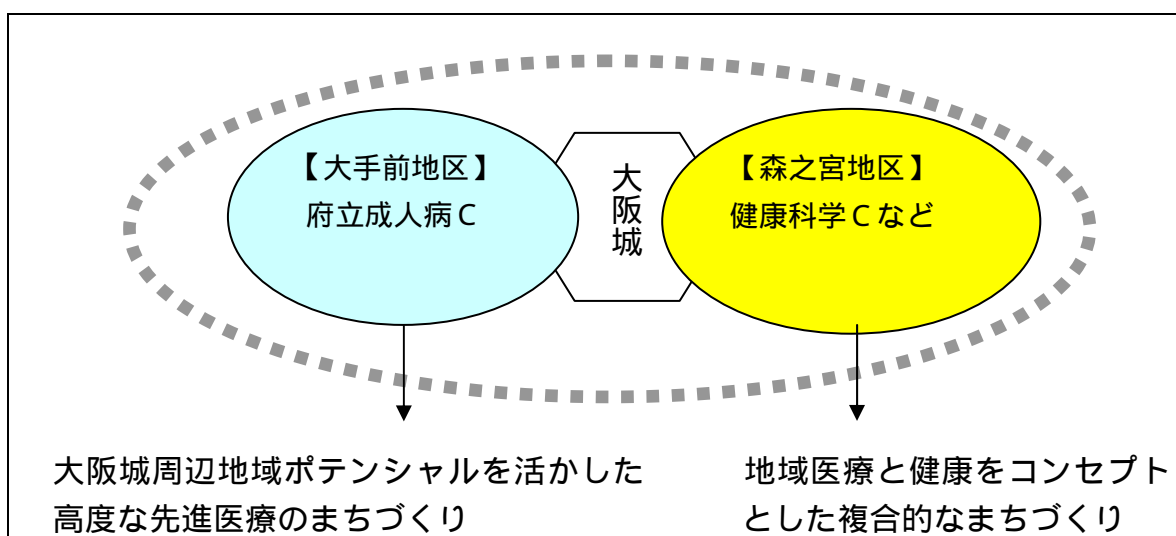 【大手前地区】
府立成人病C
大阪城
【森之宮地区】
健康科学Cなど
大阪城周辺地域ポテンシャルを活かした
高度な先進医療のまちづくり
地域医療と健康をコンセプト
とした複合的なまちづくり